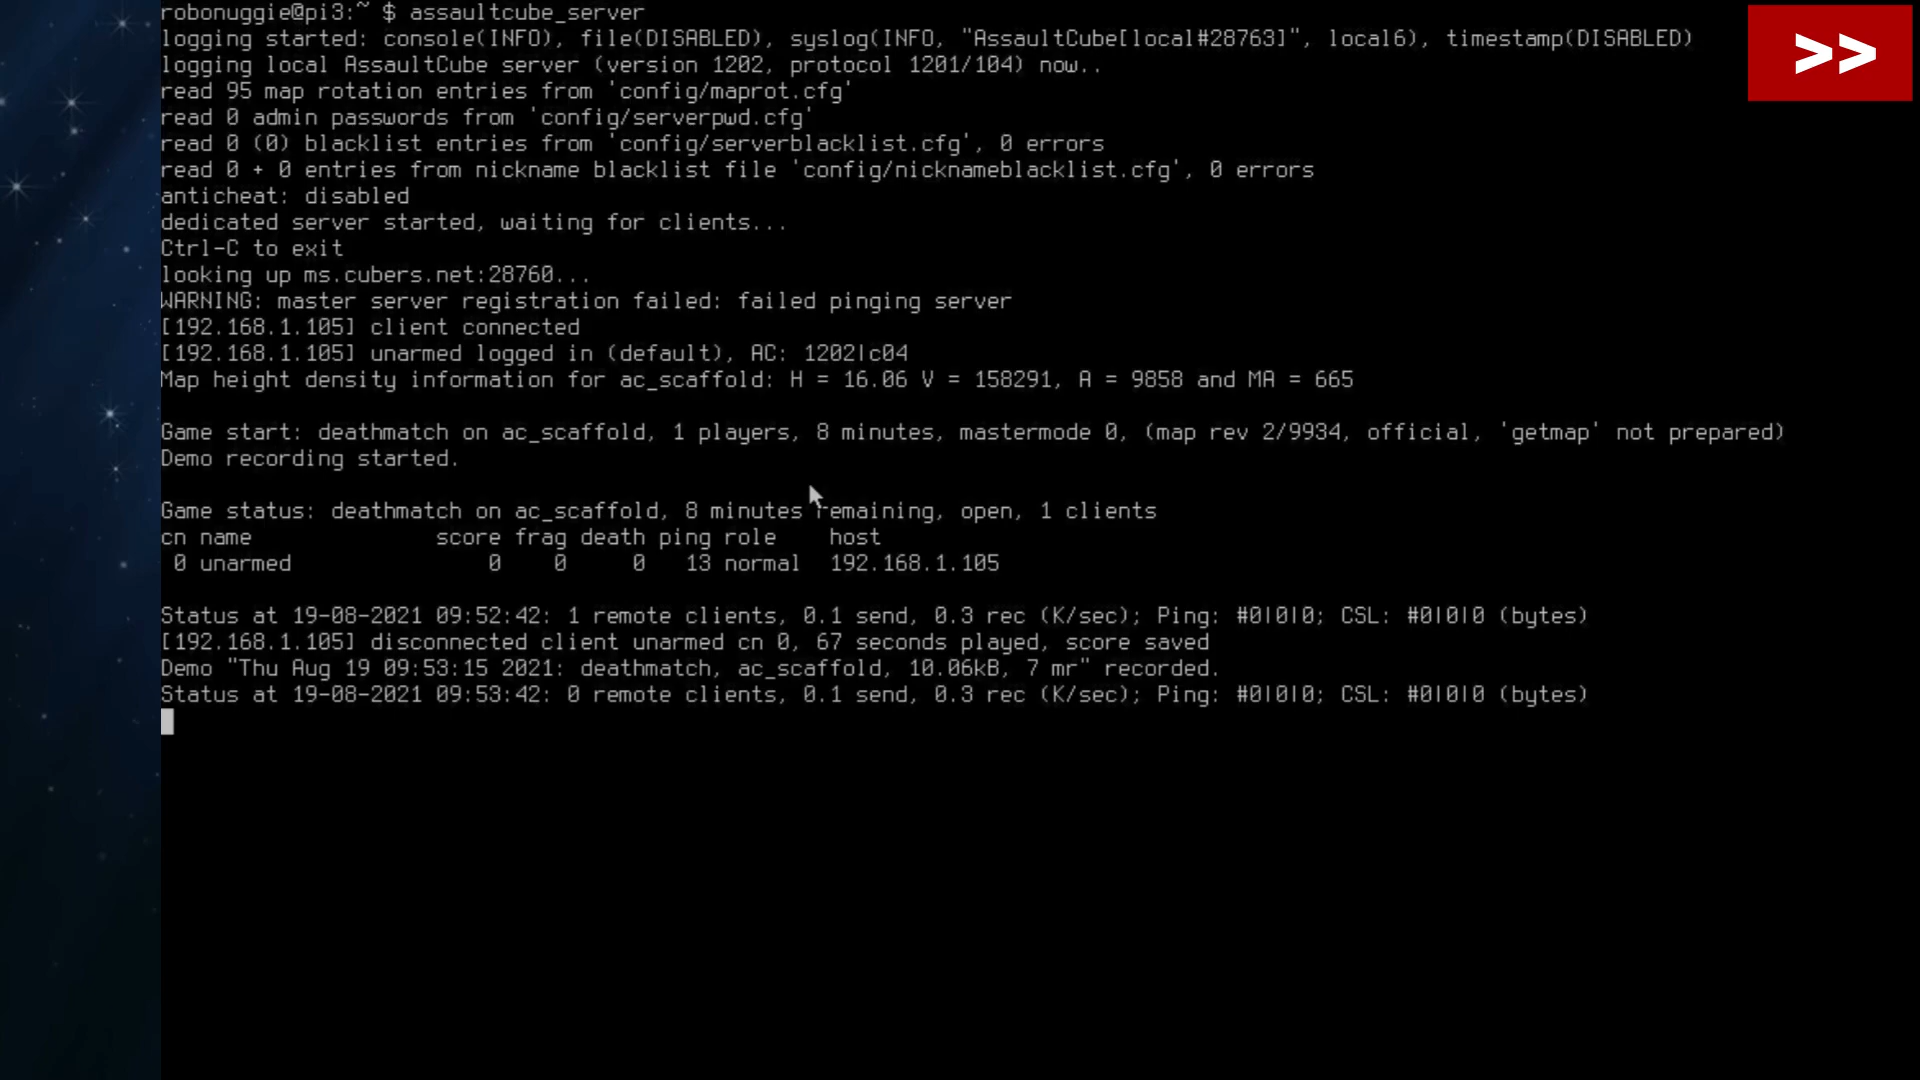 robonuggie@pi3:~ $ assaultcube_server
>>
logging started: console(INFO), file(DISABLED), syslog(INFO, "AssaultCube[local#28763]", local6), timestamp(DISABLED)
logging local AssaultCube server (version 1202, protocol 1201/104) now..
read 95 map rotation entries from 'config/maprot.cfg'
read 0 admin passwords from 'config/serverpwd.cfg'
read 0 (0) blacklist entries from 'config/serverblacklist.cfg', 0 errors
read 0 + 0 entries from nickname blacklist file 'config/nicknameblacklist.cfg', 0 errors
anticheat: disabled
dedicated server started, waiting for clients...
Ctrl-C to exit
looking up ms.cubers.net:28760...
WARNING: master server registration failed: failed pinging server
[192.168.1.105] client connected
[192.168.1.105] unarmed logged in (default), AC: 1202|c04
Map height density information for ac_scaffold: H = 16.06 V = 158291, A = 9858 and MA = 665
Game start: deathmatch on ac_scaffold, 1 players, 8 minutes, mastermode 0, (map rev 2/9934, official, 'getmap' not prepared)
Demo recording started.
Game status: deathmatch on ac_scaffold, 8 minutes remaining, open, 1 clients
cn name score frag death ping role host
0 unarmed 0 0 0 13 normal 192.168.1.105
Status at 19-08-2021 09:52:42: 1 remote clients, 0.1 send, 0.3 rec (K/sec); Ping: #0|0|0; CSL: #0|0|0 (bytes)
[192.168.1.105] disconnected client unarmed cn 0, 67 seconds played, score saved
Demo "Thu Aug 19 09:53:15 2021: deathmatch, ac_scaffold, 10.06kB, 7 mr" recorded.
Status at 19-08-2021 09:53:42: 0 remote clients, 0.1 send, 0.3 rec (K/sec); Ping: #0|0|0; CSL: #0|0|0 (bytes)